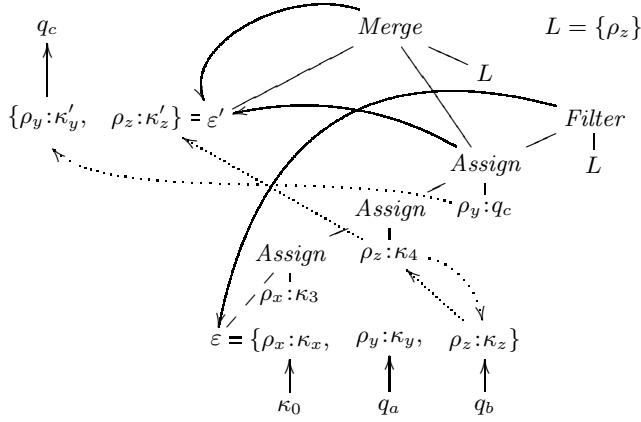 q_c Merge L = {ρ_z}
L
{ρ_y:κ'_y, ρ_z:κ'_z} = ε' Filter
Assign L
Assign ρ_y:q_c
Assign ρ_z:κ_4
ρ_x:κ_3
ε = {ρ_x:κ_x, ρ_y:κ_y, ρ_z:κ_z}
κ_0 q_a q_b